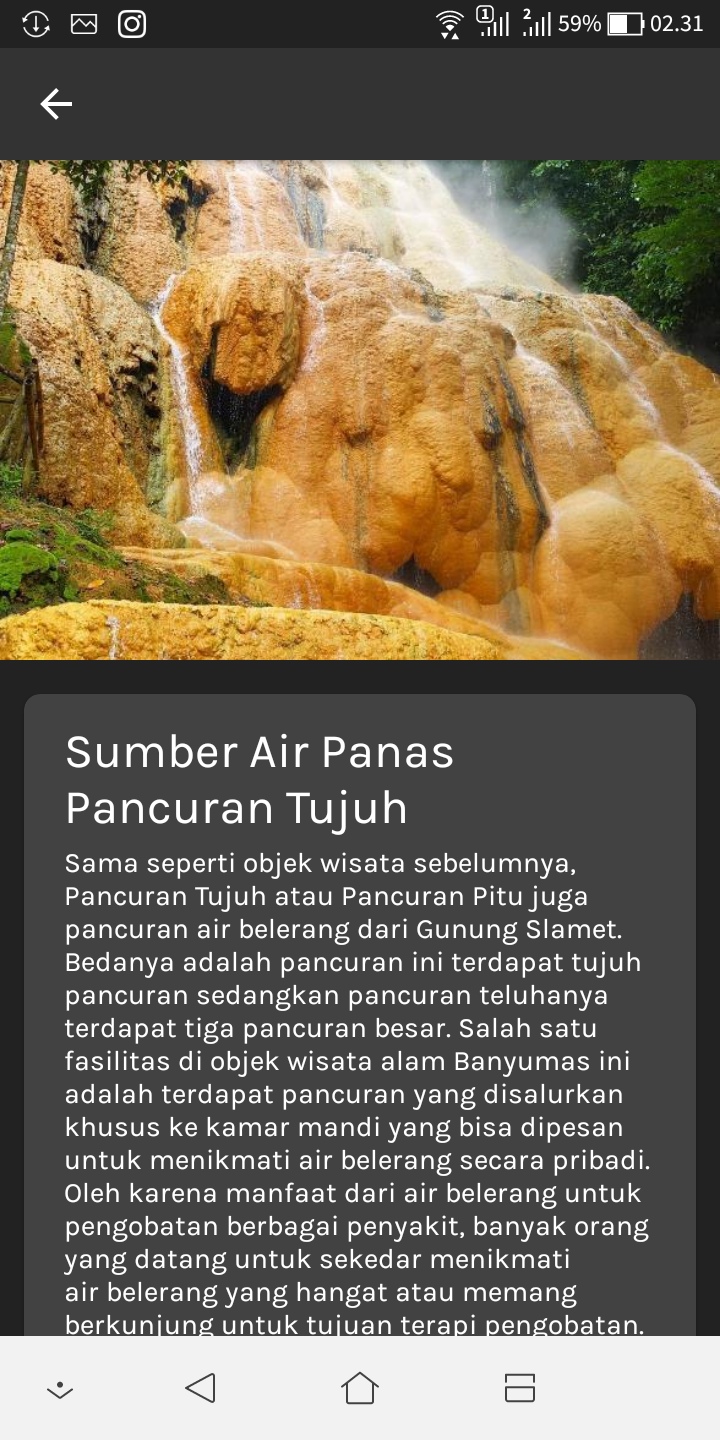 1 2 59% 02.31
Sumber Air Panas
Pancuran Tujuh
Sama seperti objek wisata sebelumnya,
Pancuran Tujuh atau Pancuran Pitu juga
pancuran air belerang dari Gunung Slamet.
Bedanya adalah pancuran ini terdapat tujuh
pancuran sedangkan pancuran teluhanya
terdapat tiga pancuran besar. Salah satu
fasilitas di objek wisata alam Banyumas ini
adalah terdapat pancuran yang disalurkan
khusus ke kamar mandi yang bisa dipesan
untuk menikmati air belerang secara pribadi.
Oleh karena manfaat dari air belerang untuk
pengobatan berbagai penyakit, banyak orang
yang datang untuk sekedar menikmati
air belerang yang hangat atau memang
berkunjung untuk tujuan terapi pengobatan.